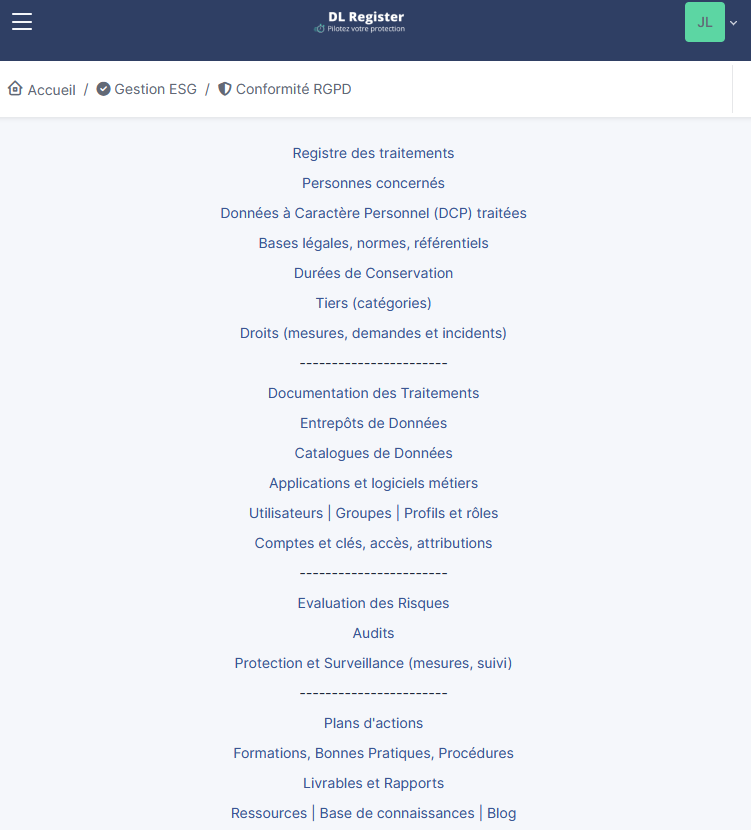 DL Register
Pilotez votre protection
JL
Accueil / Gestion ESG / Conformité RGPD
Registre des traitements
Personnes concernés
Données à Caractère Personnel (DCP) traitées
Bases légales, normes, référentiels
Durées de Conservation
Tiers (catégories)
Droits (mesures, demandes et incidents)
-----------------------
Documentation des Traitements
Entrepôts de Données
Catalogues de Données
Applications et logiciels métiers
Utilisateurs | Groupes | Profils et rôles
Comptes et clés, accès, attributions
-----------------------
Evaluation des Risques
Audits
Protection et Surveillance (mesures, suivi)
-----------------------
Plans d'actions
Formations, Bonnes Pratiques, Procédures
Livrables et Rapports
Ressources | Base de connaissances | Blog